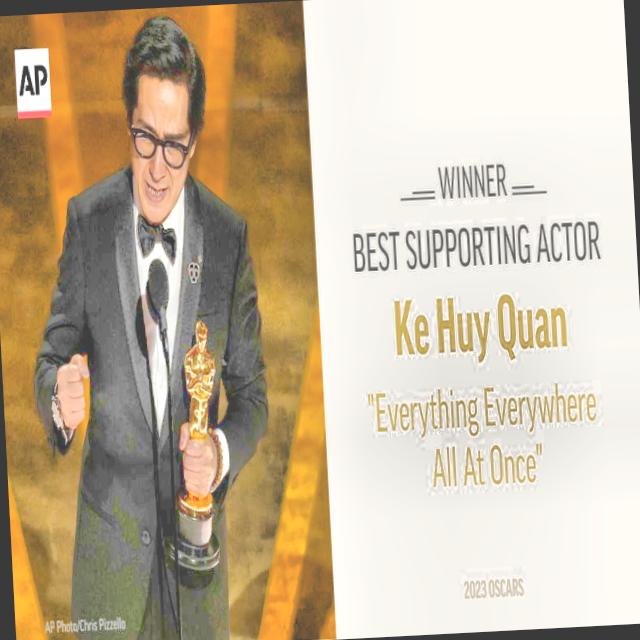 AP
WINNER
BEST SUPPORTING ACTOR
Ke Huy Quan
"Everything Everywhere
All At Once"
2023 OSCARS
AP Photo/Chris Pizzello